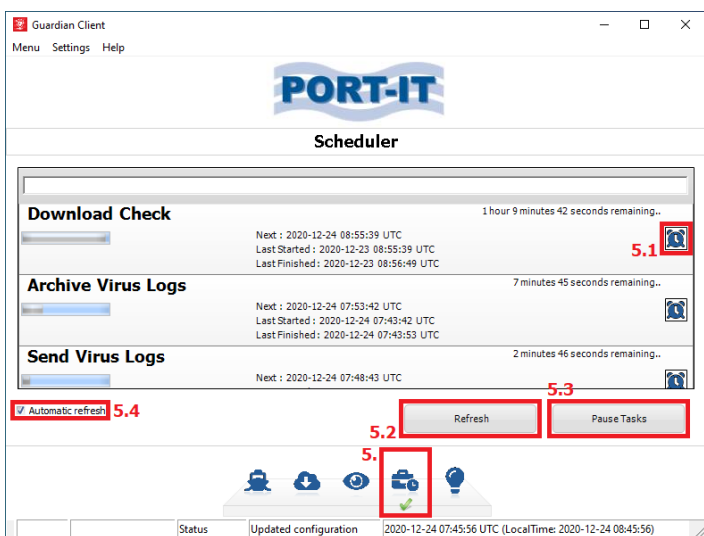 Guardian Client
Menu Settings Help
PORT-IT
Scheduler
Download Check
1 hour 9 minutes 42 seconds remaining..
Next : 2020-12-24 08:55:39 UTC
5.1
Last Started : 2020-12-23 08:55:39 UTC
Last Finished : 2020-12-23 08:56:49 UTC
Archive Virus Logs
7 minutes 45 seconds remaining..
Next : 2020-12-24 07:53:42 UTC
Last Started : 2020-12-24 07:43:42 UTC
Last Finished : 2020-12-24 07:43:53 UTC
Send Virus Logs
2 minutes 46 seconds remaining..
Next : 2020-12-24 07:48:43 UTC
5.3
Automatic refresh 5.4
5.2
Refresh
Pause Tasks
5.
Status Updated configuration 2020-12-24 07:45:56 UTC (LocalTime: 2020-12-24 08:45:56)